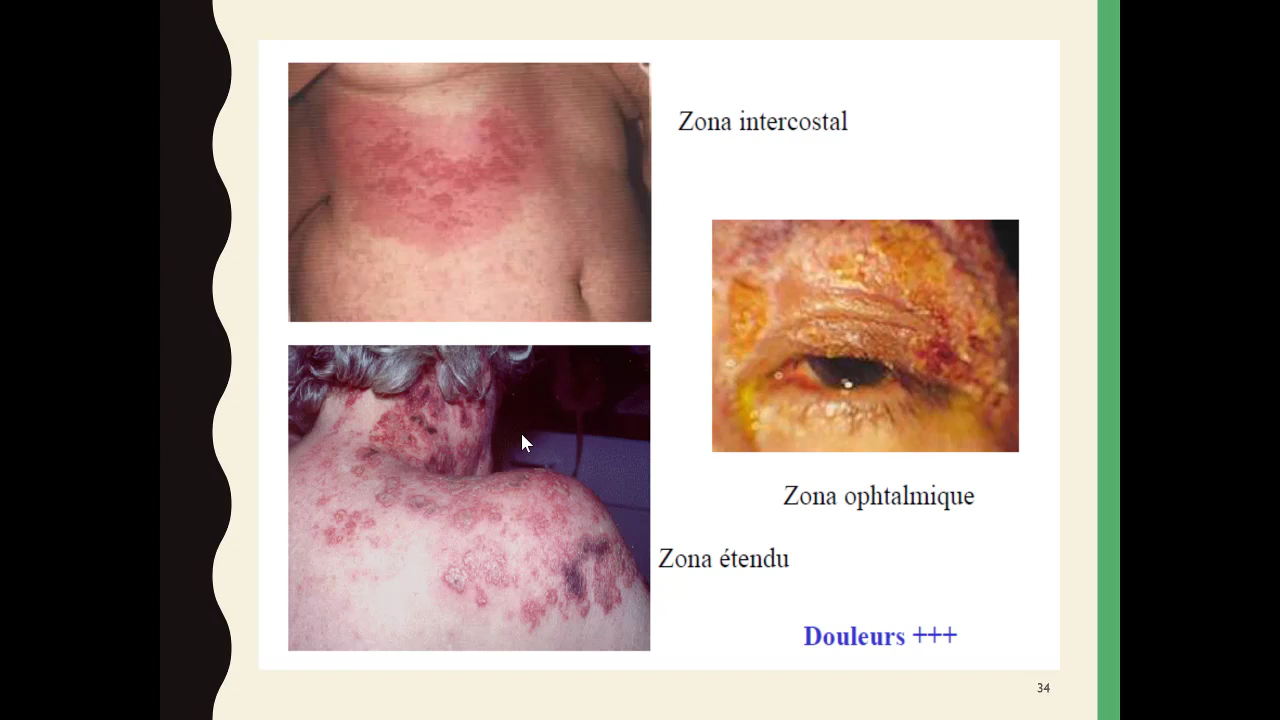 Zona intercostal
Zona ophtalmique
Zona étendu
Douleurs +++
34